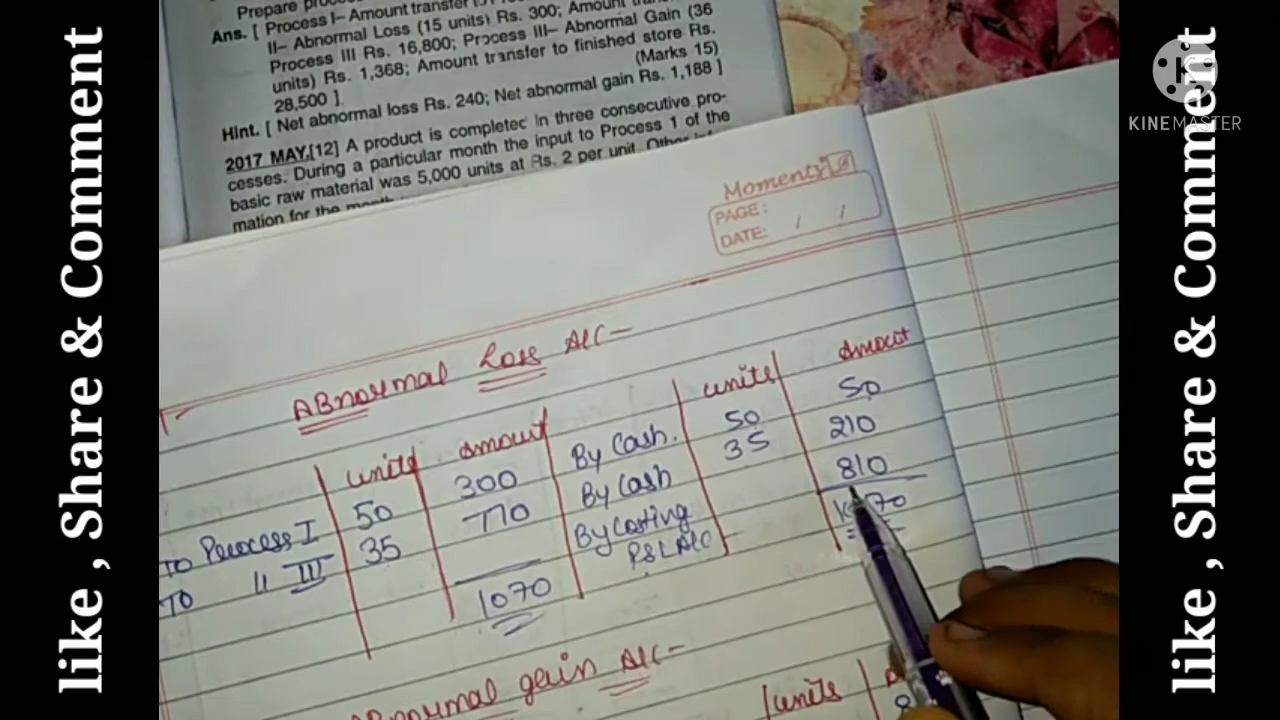 like , Share & Comment
Prepare
Ans. [ Process I– Amount transfer
II– Abnormal Loss (15 units) Rs. 300; Amount
Process III Rs. 16,800; Process III– Abnormal Gain (36
units) Rs. 1,368; Amount transfer to finished store Rs.
28,500 ]. (Marks 15)
Hint. [ Net abnormal loss Rs. 240; Net abnormal gain Rs. 1,188 ]
2017 MAY.[12] A product is completed in three consecutive pro-
cesses. During a particular month the input to Process 1 of the
basic raw material was 5,000 units at Rs. 2 per unit. Other
mation for the month
Moments
PAGE:
DATE: / /
ABnormal Loss A/C –
units amount units amount
TO Process I 50 300 By Cash. 50 50
TO 11 III 35 770 By Cash 35 210
By Costing P&L A/C 810
1070 1070
ABnormal gain A/C –
units
KINEMASTER
like , Share & Comment